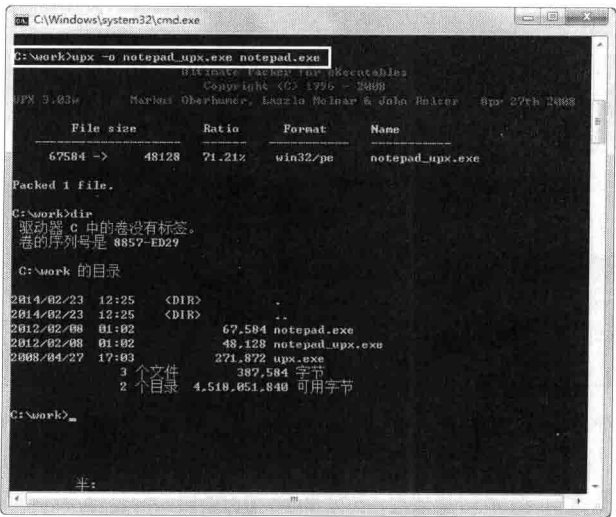 C:\Windows\system32\cmd.exe
C:\work>upx -o notepad_upx.exe notepad.exe
Ultimate Packer for eXecutables
Copyright (C) 1996 - 2008
UPX 3.03w Markus Oberhumer, Laszlo Molnar & John Reiser Apr 27th 2008
File size Ratio Format Name
67584 -> 48128 71.21% win32/pe notepad_upx.exe
Packed 1 file.
C:\work>dir
驱动器 C 中的卷没有标签。
卷的序列号是 8857-ED29
C:\work 的目录
2014/02/23 12:25 <DIR> .
2014/02/23 12:25 <DIR> ..
2012/02/08 01:02 67,584 notepad.exe
2012/02/08 01:02 48,128 notepad_upx.exe
2008/04/27 17:03 271,872 upx.exe
3 个文件 387,584 字节
2 个目录 4,518,051,840 可用字节
C:\work>_
半: